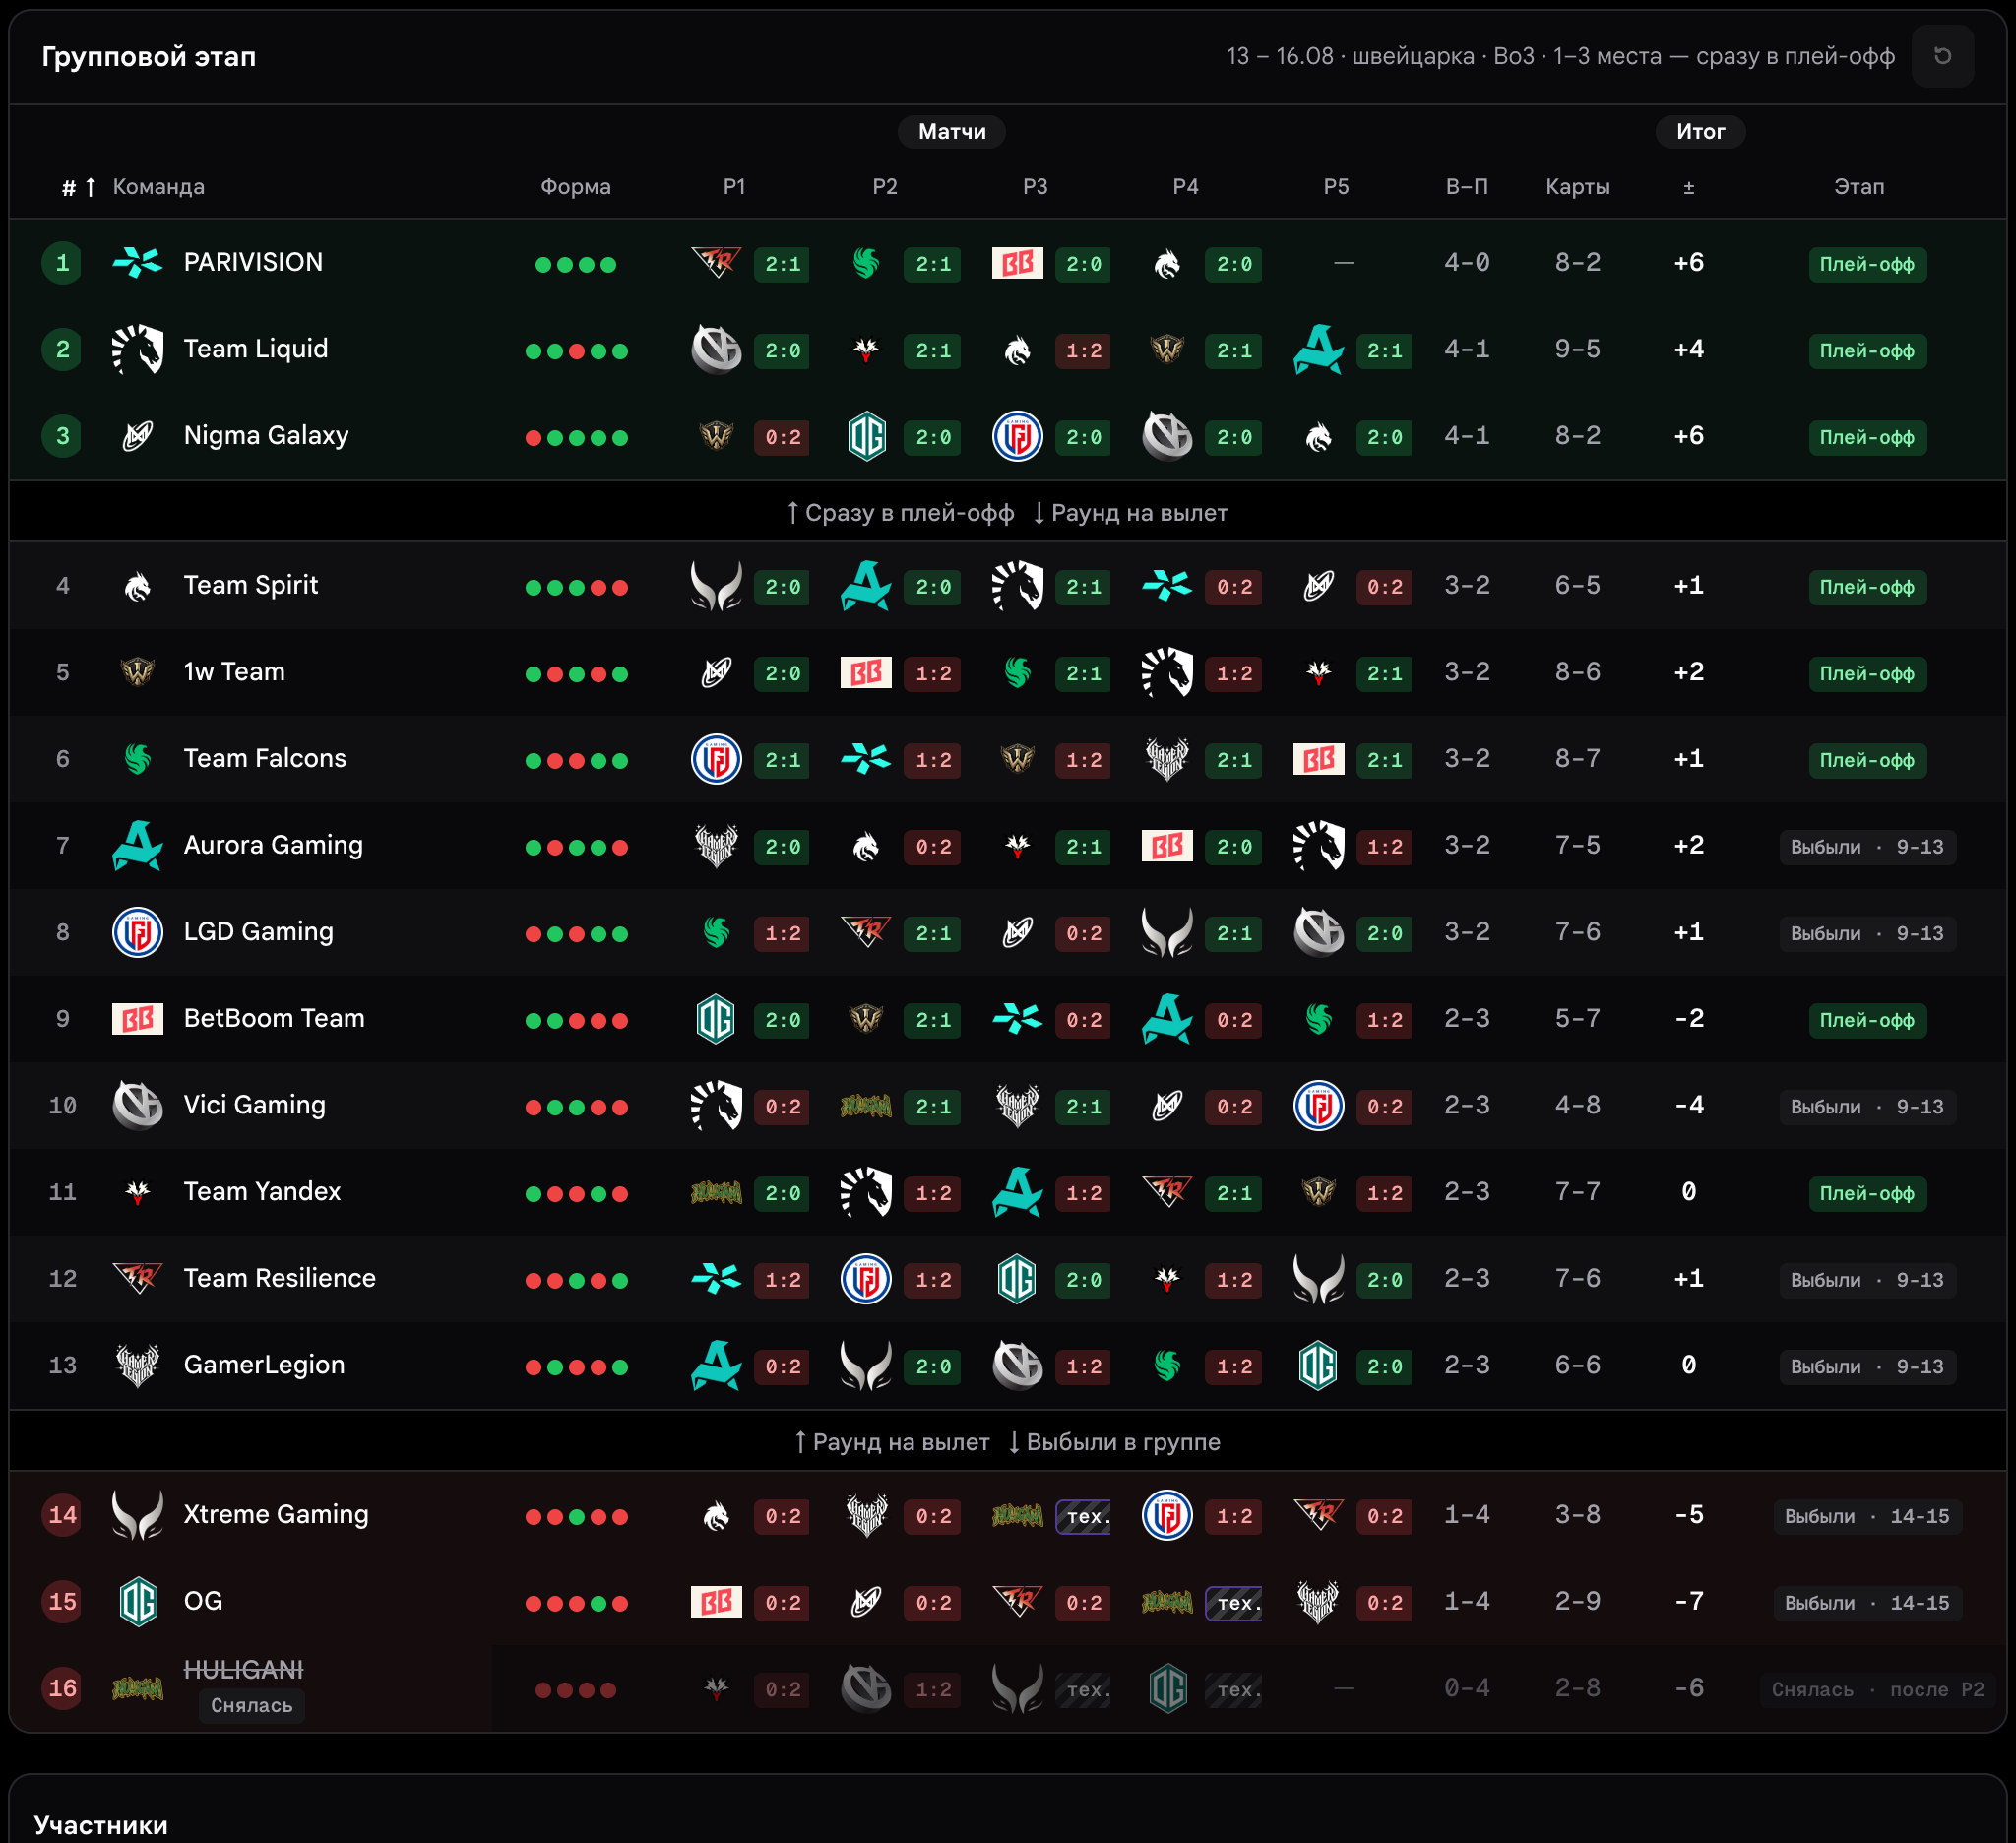 Групповой этап
13 – 16.08 · швейцарка · Bo3 · 1–3 места — сразу в плей-офф
Матчи Итог
# ↑ Команда Форма Р1 Р2 Р3 Р4 Р5 В–П Карты ± Этап
1 PARIVISION 2:1 2:1 BB 2:0 2:0 — 4–0 8–2 +6 Плей-офф
2 Team Liquid 2:0 2:1 1:2 2:1 2:1 4–1 9–5 +4 Плей-офф
3 Nigma Galaxy 0:2 OG 2:0 2:0 2:0 2:0 4–1 8–2 +6 Плей-офф
↑ Сразу в плей-офф ↓ Раунд на вылет
4 Team Spirit 2:0 2:0 2:1 0:2 0:2 3–2 6–5 +1 Плей-офф
5 1w Team 2:0 BB 1:2 2:1 1:2 2:1 3–2 8–6 +2 Плей-офф
6 Team Falcons 2:1 1:2 1:2 2:1 BB 2:1 3–2 8–7 +1 Плей-офф
7 Aurora Gaming 2:0 0:2 2:1 BB 2:0 1:2 3–2 7–5 +2 Выбыли · 9–13
8 LGD Gaming 1:2 2:1 0:2 2:1 2:0 3–2 7–6 +1 Выбыли · 9–13
9 BB BetBoom Team OG 2:0 2:1 0:2 0:2 1:2 2–3 5–7 -2 Плей-офф
10 Vici Gaming 0:2 2:1 2:1 0:2 0:2 2–3 4–8 -4 Выбыли · 9–13
11 Team Yandex 2:0 1:2 1:2 2:1 1:2 2–3 7–7 0 Плей-офф
12 Team Resilience 1:2 1:2 OG 2:0 1:2 2:0 2–3 7–6 +1 Выбыли · 9–13
13 GamerLegion 0:2 2:0 1:2 1:2 OG 2:0 2–3 6–6 0 Выбыли · 9–13
↑ Раунд на вылет ↓ Выбыли в группе
14 Xtreme Gaming 0:2 0:2 тех. 1:2 0:2 1–4 3–8 -5 Выбыли · 14–15
15 OG OG BB 0:2 0:2 0:2 тех. 0:2 1–4 2–9 -7 Выбыли · 14–15
16 HULIGANI Снялась 0:2 1:2 тех. OG тех. — 0–4 2–8 -6 Снялась · после Р2
Участники